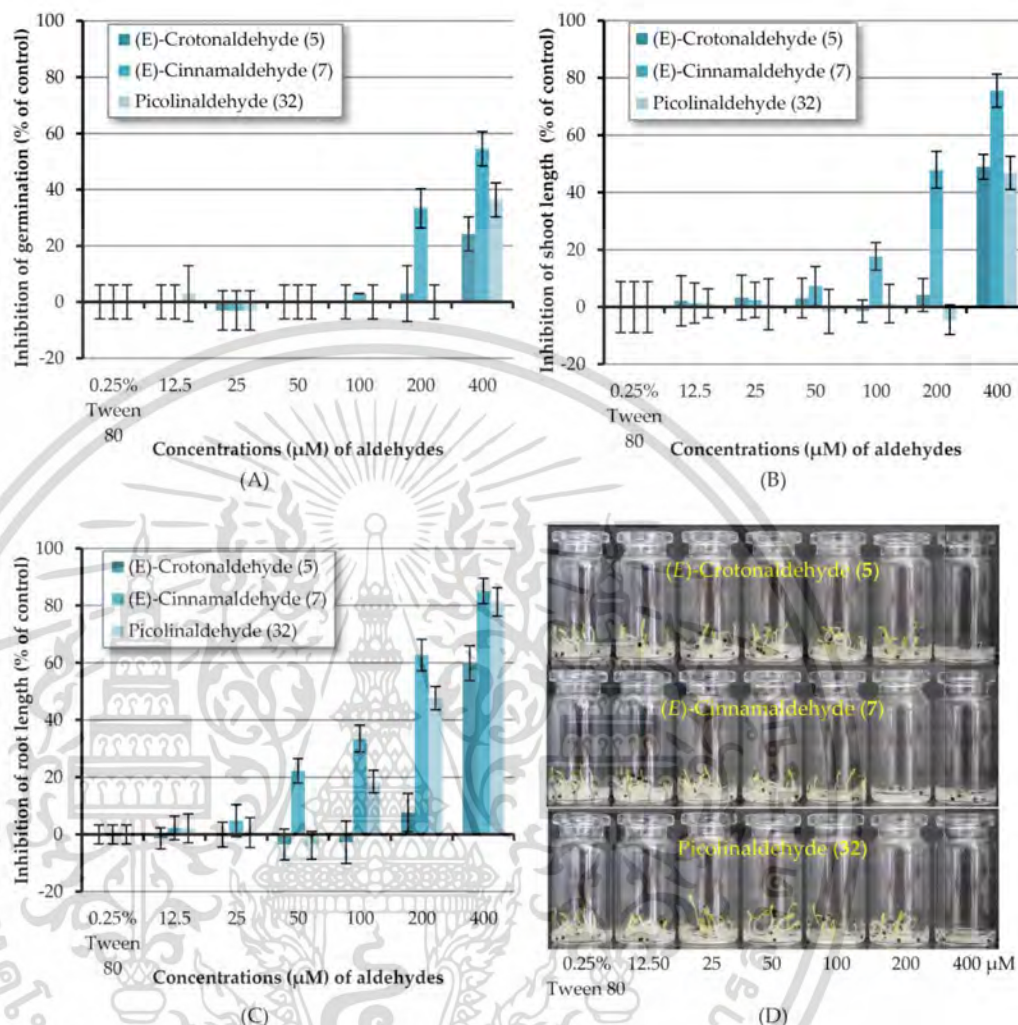 Inhibition of germination (% of control)
100
80
60
40
20
0
-20
(E)-Crotonaldehyde (5)
(E)-Cinnamaldehyde (7)
Picolinaldehyde (32)
0.25% 12.5 25 50 100 200 400
Tween
80
Concentrations (µM) of aldehydes
(A)
Inhibition of shoot length (% of control)
100
80
60
40
20
0
-20
(E)-Crotonaldehyde (5)
(E)-Cinnamaldehyde (7)
Picolinaldehyde (32)
0.25% 12.5 25 50 100 200 400
Tween
80
Concentrations (µM) of aldehydes
(B)
Inhibition of root length (% of control)
100
80
60
40
20
0
-20
(E)-Crotonaldehyde (5)
(E)-Cinnamaldehyde (7)
Picolinaldehyde (32)
0.25% 12.5 25 50 100 200 400
Tween
80
Concentrations (µM) of aldehydes
(C)
(E)-Crotonaldehyde (5)
(E)-Cinnamaldehyde (7)
Picolinaldehyde (32)
0.25% 12.50 25 50 100 200 400 µM
Tween 80
(D)